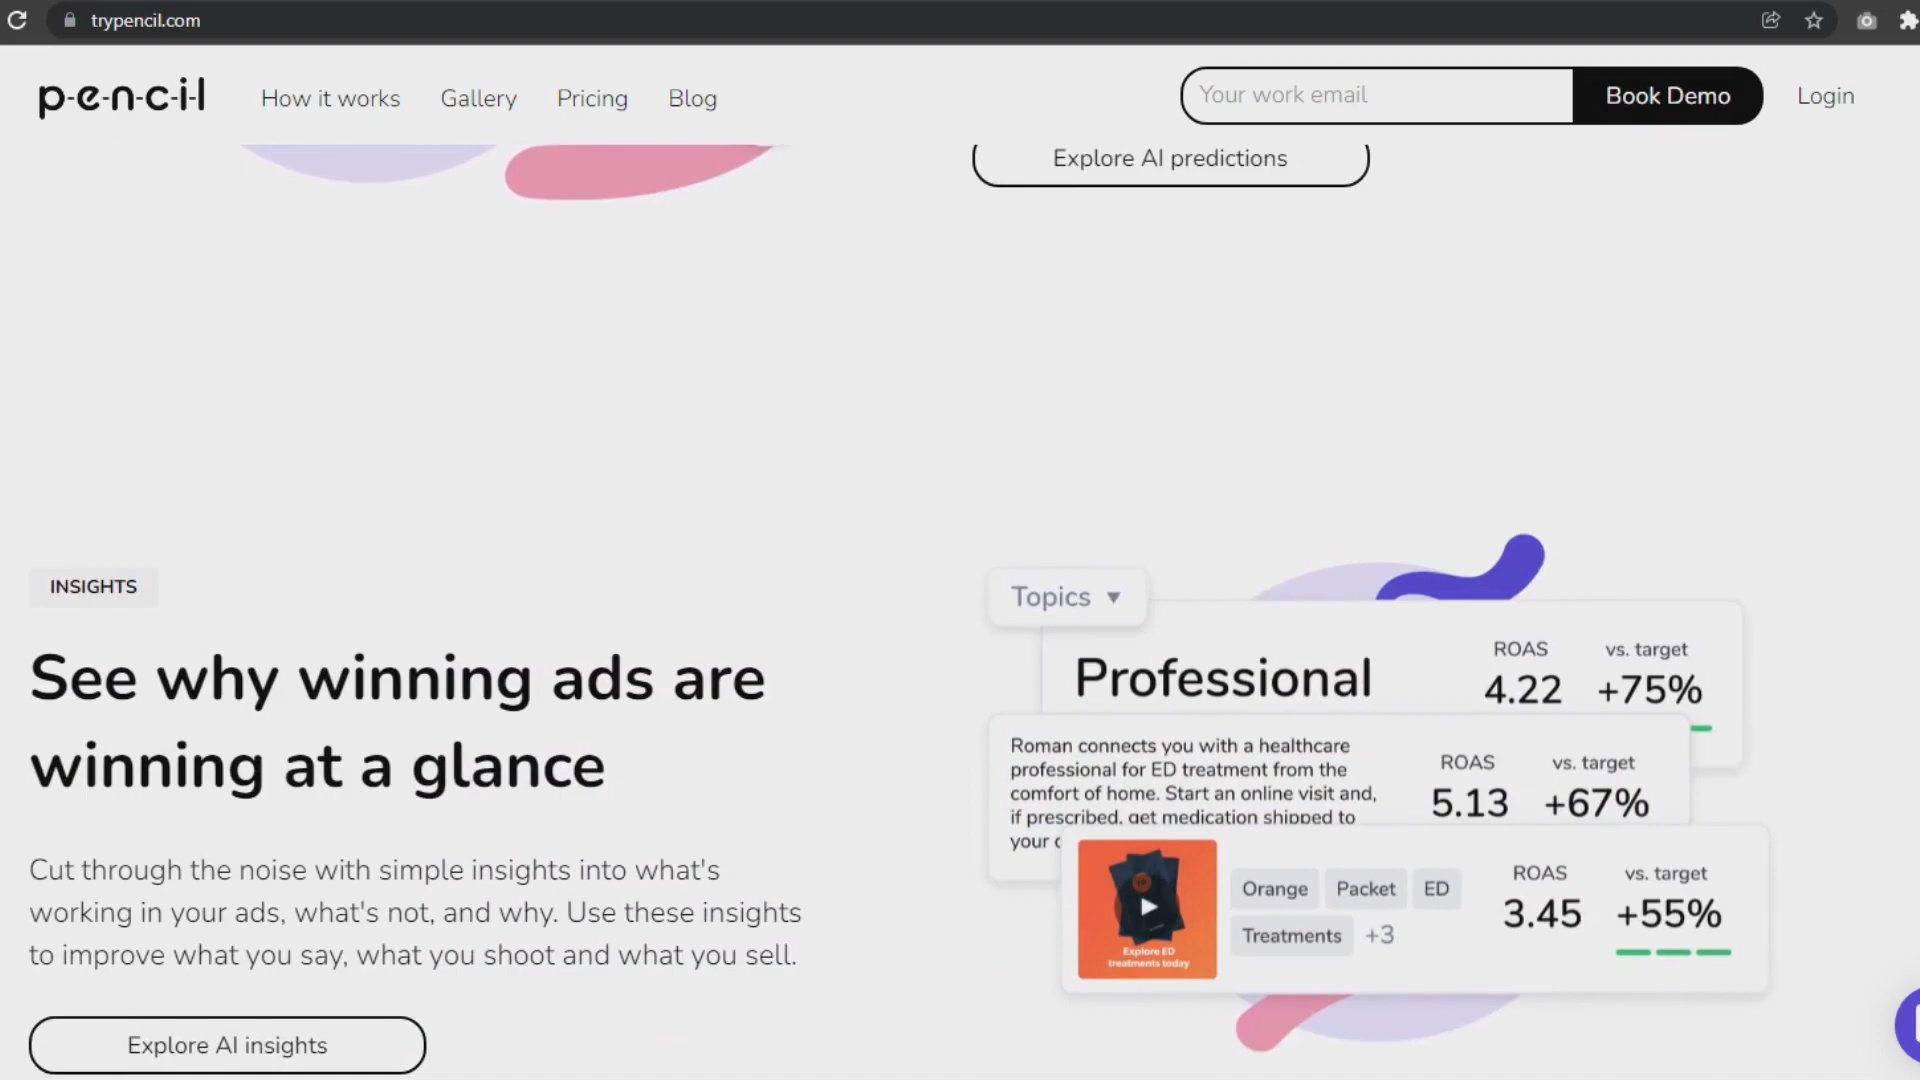 trypencil.com
p-e-n-c-i-l
How it works
Gallery
Pricing
Blog
Your work email
Book Demo
Login
Explore AI predictions
INSIGHTS
See why winning ads are
winning at a glance
Cut through the noise with simple insights into what's
working in your ads, what's not, and why. Use these insights
to improve what you say, what you shoot and what you sell.
Explore AI insights
Topics
Professional
ROAS
vs. target
4.22
+75%
Roman connects you with a healthcare
professional for ED treatment from the
comfort of home. Start an online visit and,
if prescribed, get medication shipped to
your
ROAS
vs. target
5.13
+67%
Explore ED
treatments today
Orange
Packet
ED
Treatments
+3
ROAS
vs. target
3.45
+55%